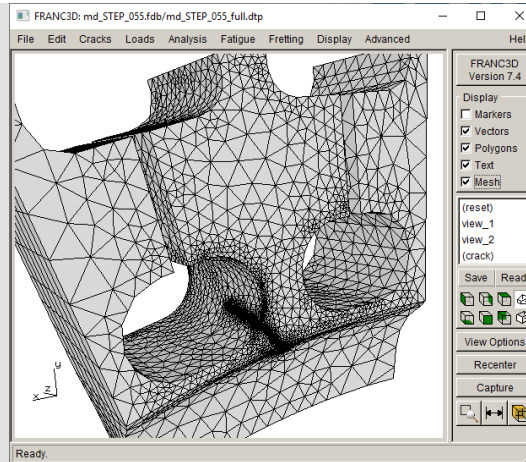 FRANC3D: md_STEP_055.fdb/md_STEP_055_full.dtp
File Edit Cracks Loads Analysis Fatigue Fretting Display Advanced Hel
FRANC3D
Version 7.4
Display
Markers
Vectors
Polygons
Text
Mesh
(reset)
view_1
view_2
(crack)
Save Read
View Options
Recenter
Capture
y
z
x
Ready.